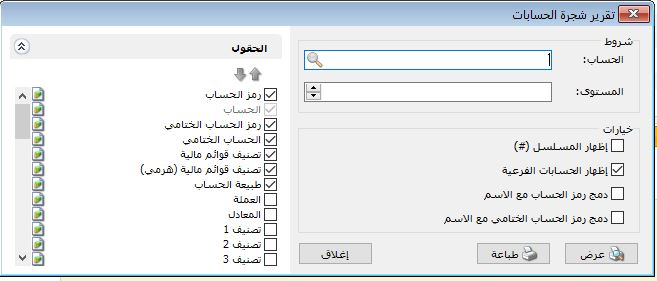 تقرير شجرة الحسابات
شروط
الحساب:
المستوى:
خيارات
إظهار المسلسل (#)
إظهار الحسابات الفرعية
دمج رمز الحساب مع الاسم
دمج رمز الحساب الختامي مع الاسم
عرض
طباعة
إغلاق
الحقول
رمز الحساب
الحساب
رمز الحساب الختامي
الحساب الختامي
تصنيف قوائم مالية
تصنيف قوائم مالية (هرمي)
طبيعة الحساب
العملة
المعادل
تصنيف 1
تصنيف 2
تصنيف 3